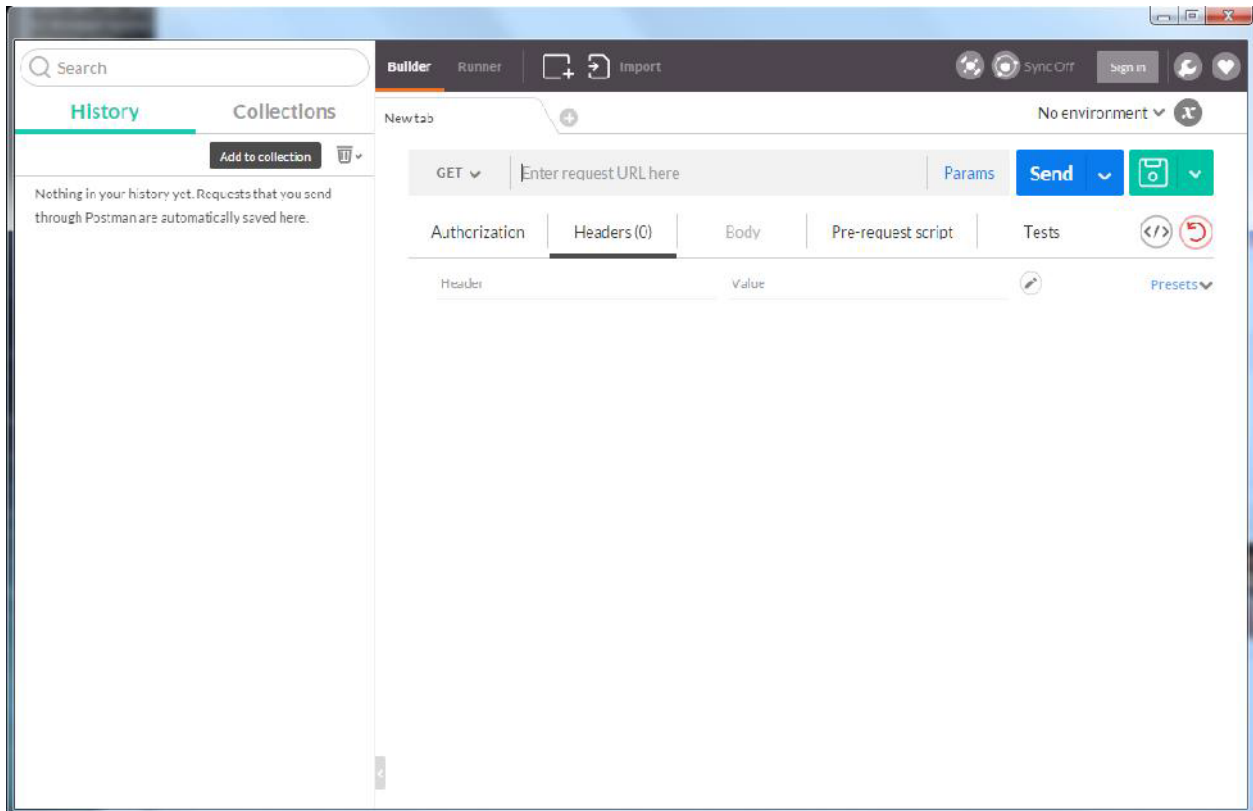 Search
Builder Runner Import Sync Off Sign in
History Collections
New tab No environment x
Add to collection
Nothing in your history yet. Requests that you send
through Postman are automatically saved here.
GET Enter request URL here Params Send
Authorization Headers (0) Body Pre-request script Tests </>
Header Value Presets